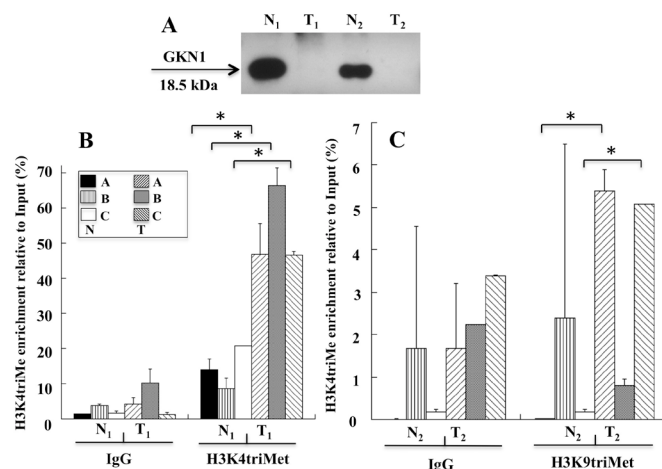 A
N1 T1 N2 T2
GKN1
18.5 kDa
B
* * *
H3K4triMe enrichment relative to Input (%)
70
60
50
40
30
20
10
0
A A
B B
C C
N T
N1 T1 N1 T1
IgG H3K4triMet
C
* *
H3K4triMe enrichment relative to Input (%)
7
6
5
4
3
2
1
0
N2 T2 N2 T2
IgG H3K9triMet